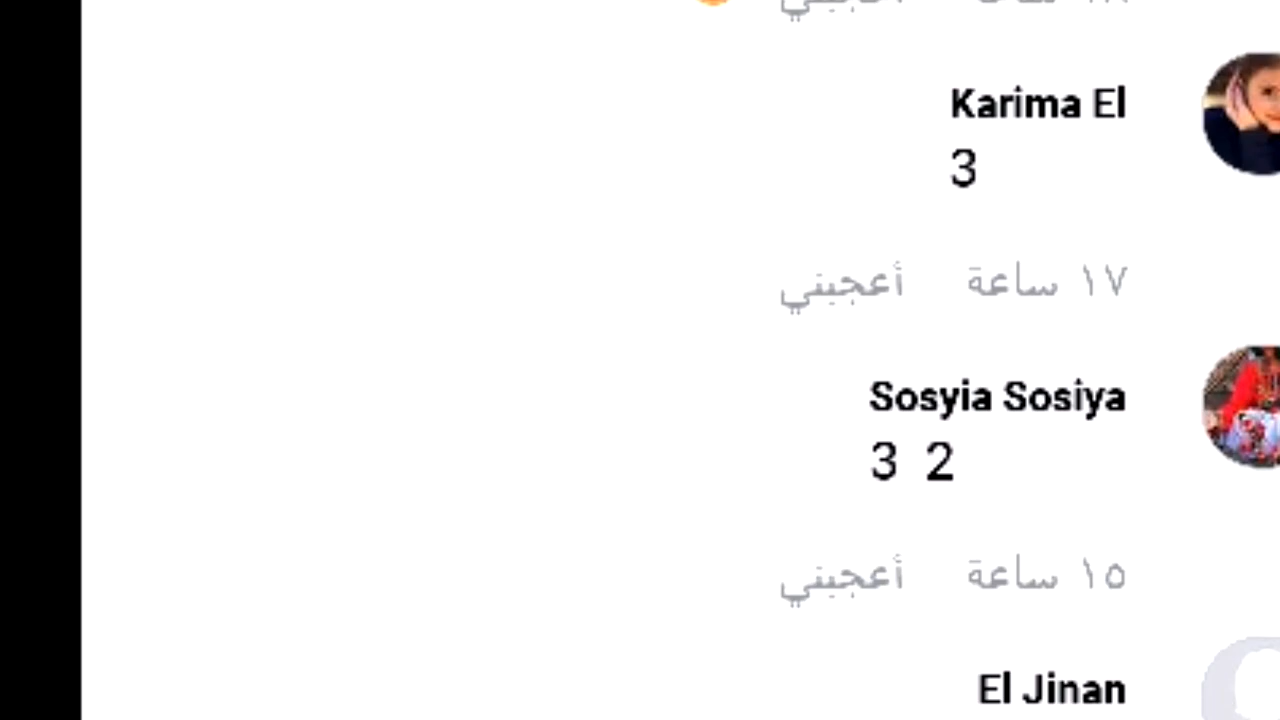 Karima El
3
١٧ ساعة أعجبني
Sosyia Sosiya
3 2
١٥ ساعة أعجبني
El Jinan